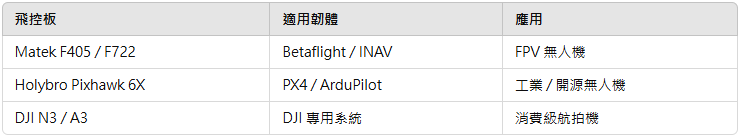 飛控板 適用韌體 應用
Matek F405 / F722 Betaflight / INAV FPV 無人機
Holybro Pixhawk 6X PX4 / ArduPilot 工業 / 開源無人機
DJI N3 / A3 DJI 專用系統 消費級航拍機